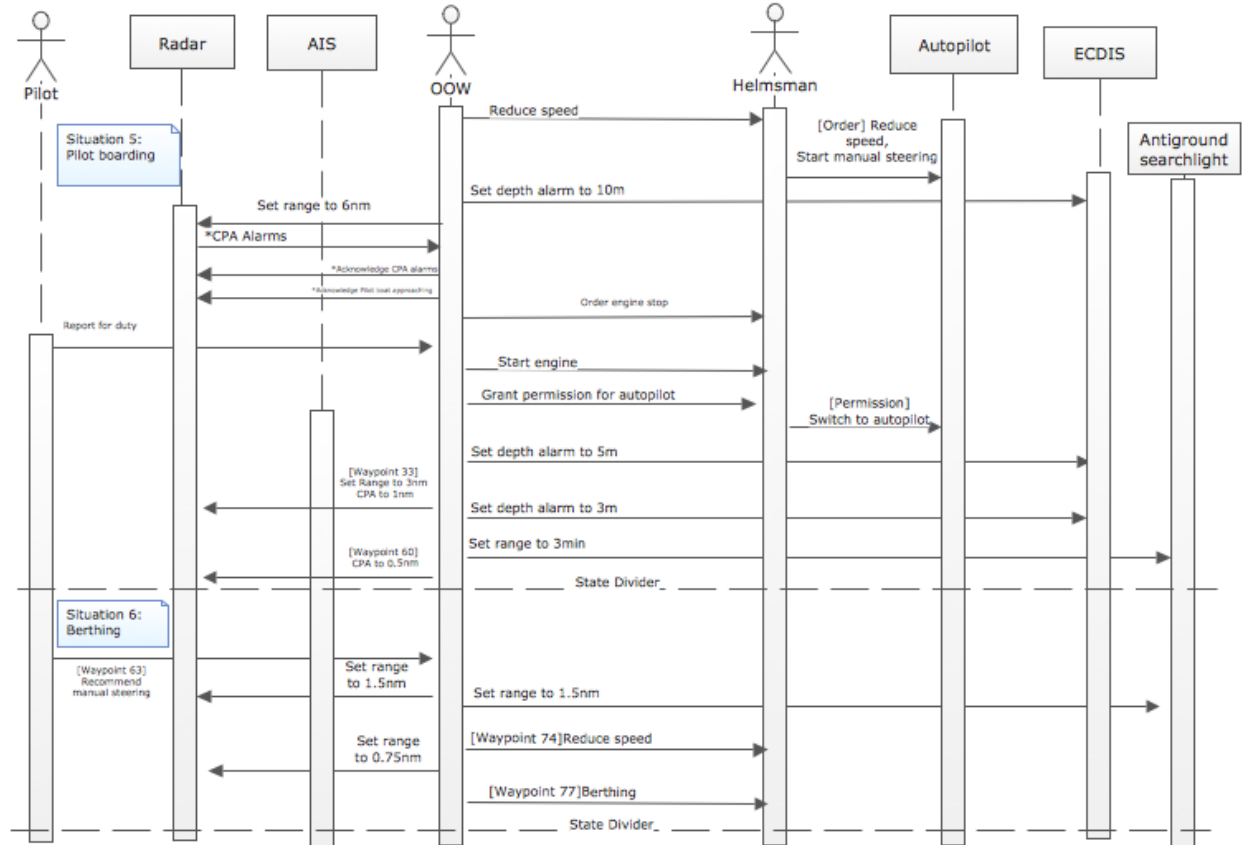 Radar
AIS
Autopilot
ECDIS
Pilot
OOW
Helmsman
Antiground
searchlight
Situation 5:
Pilot boarding
Reduce speed
[Order] Reduce
speed,
Start manual steering
Set depth alarm to 10m
Set range to 6nm
*CPA Alarms
*Acknowledge CPA alarms
*Acknowledge Pilot boat approaching
Order engine stop
Report for duty
Start engine
Grant permission for autopilot
[Permission]
Switch to autopilot
Set depth alarm to 5m
[Waypoint 33]
Set Range to 3nm
CPA to 1nm
Set depth alarm to 3m
Set range to 3min
[Waypoint 60]
CPA to 0.5nm
State Divider
Situation 6:
Berthing
[Waypoint 63]
Recommend
manual steering
Set range
to 1.5nm
Set range to 1.5nm
[Waypoint 74]Reduce speed
Set range
to 0.75nm
[Waypoint 77]Berthing
State Divider